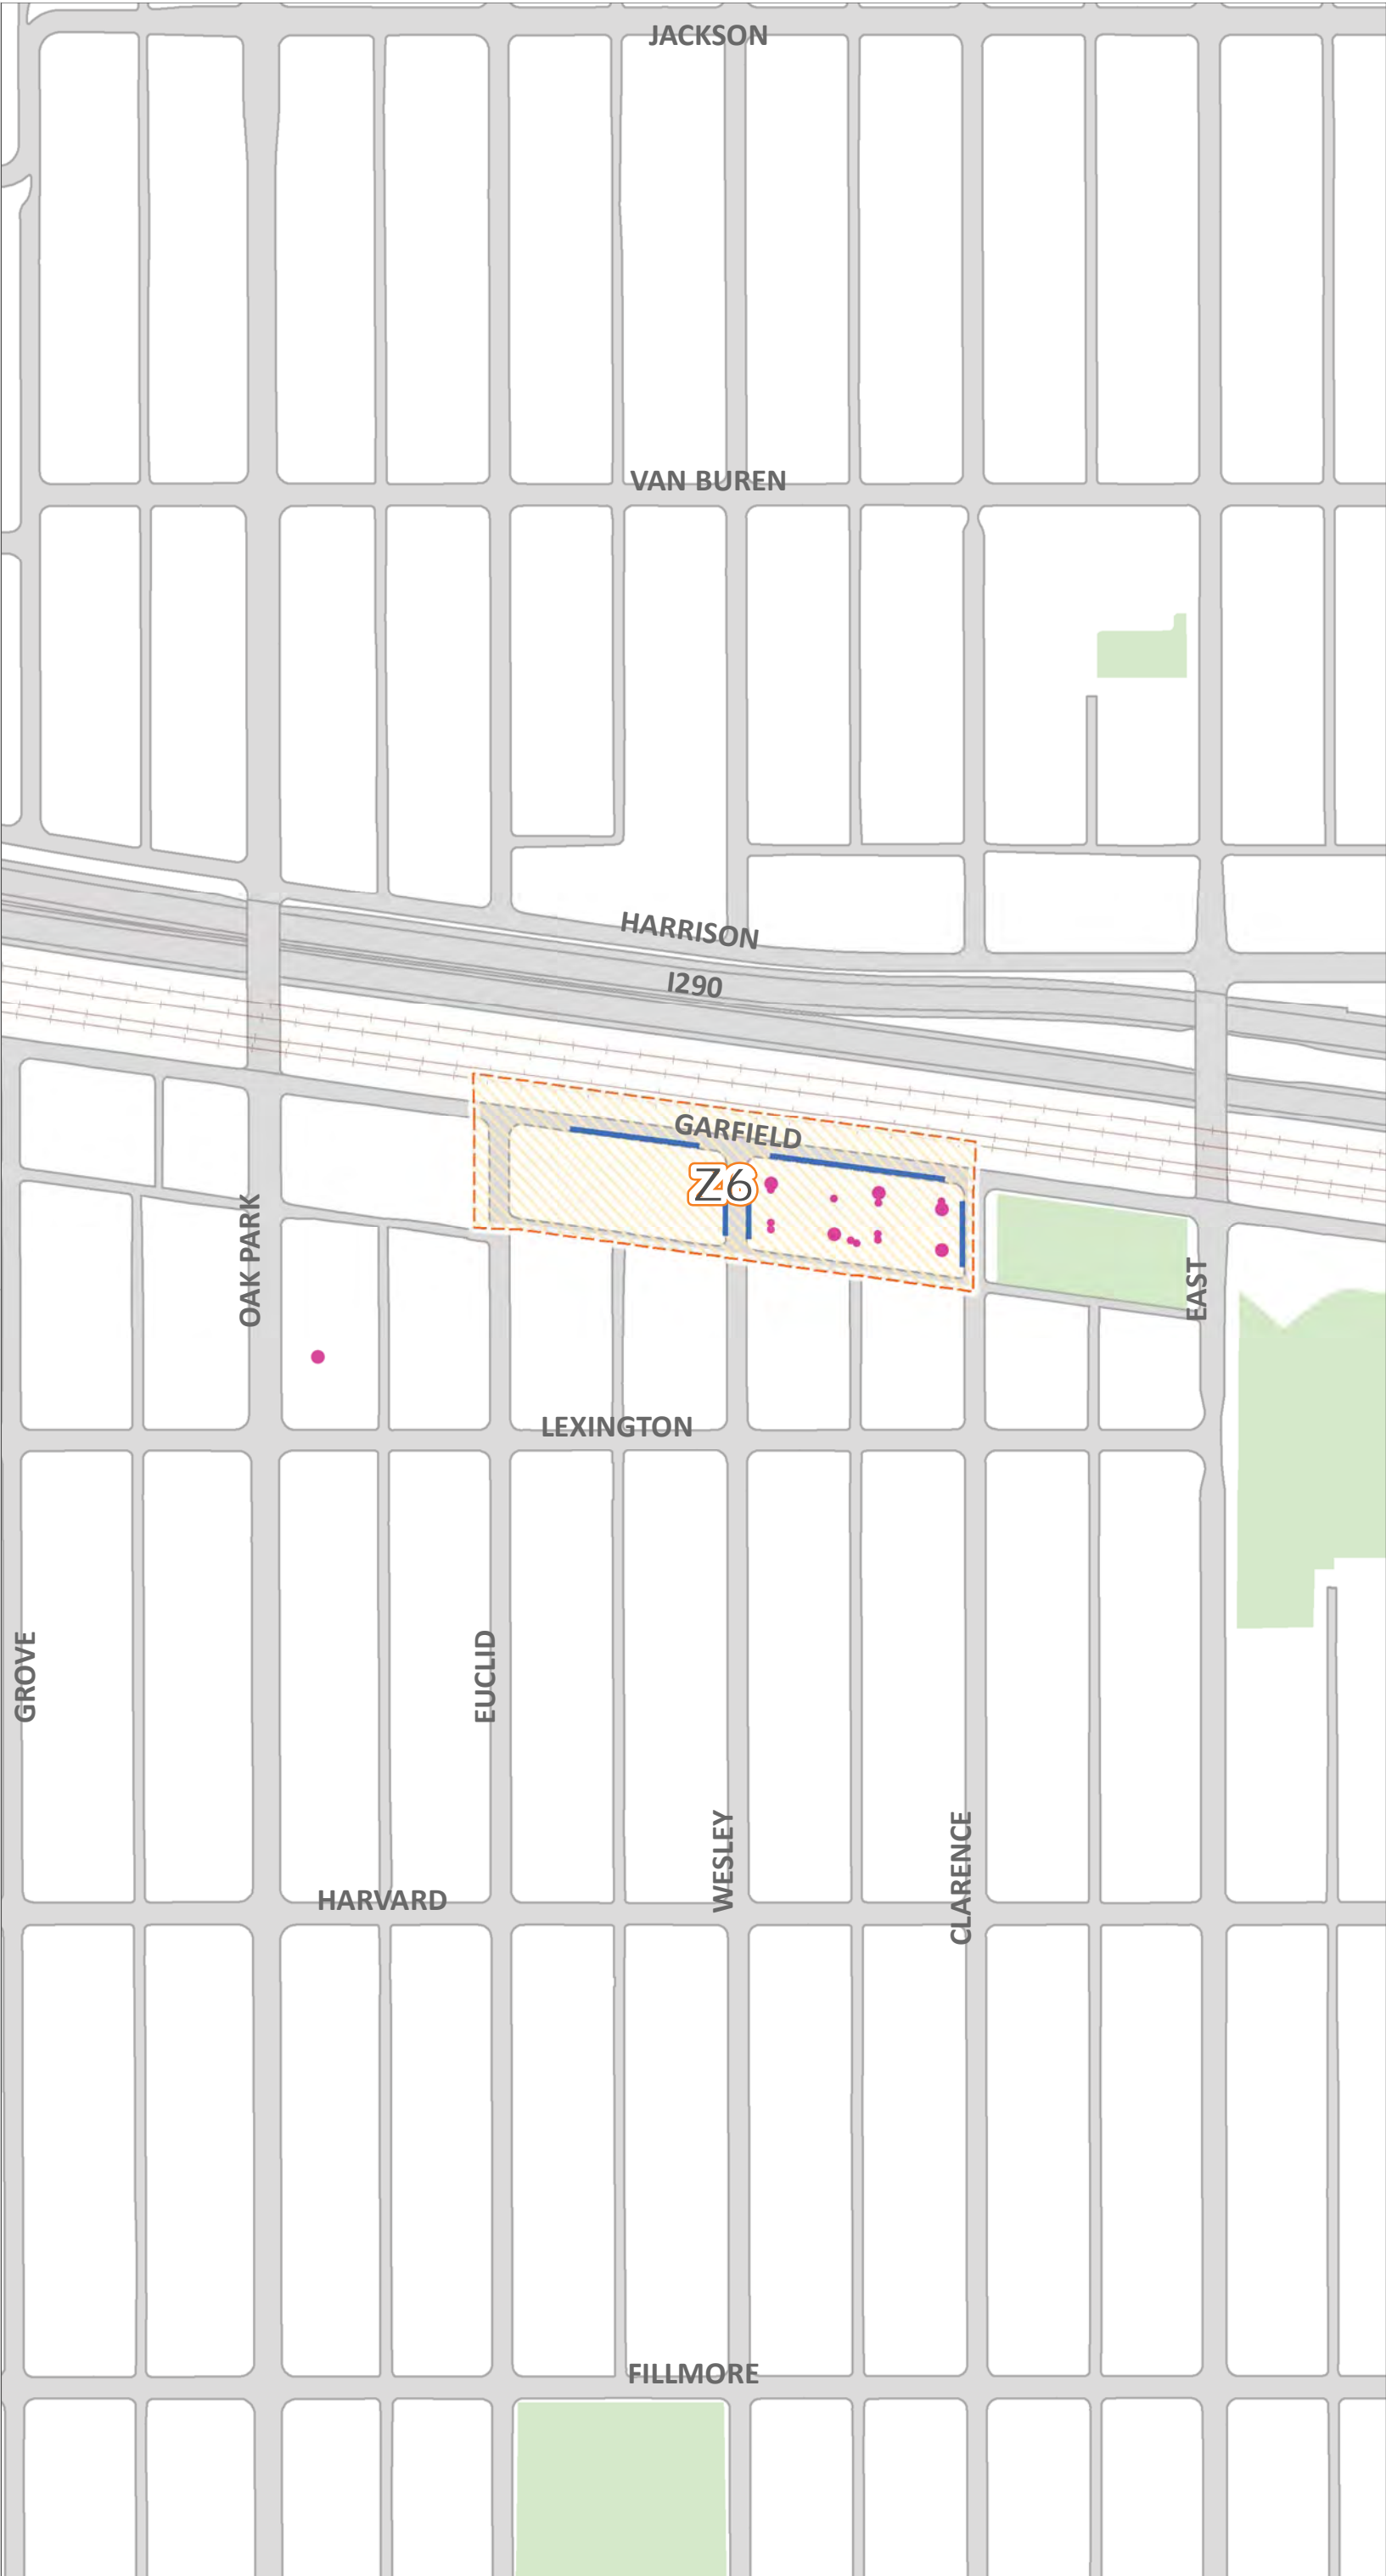 JACKSON
VAN BUREN
HARRISON
I290
GARFIELD
Z6
OAK PARK
EAST
LEXINGTON
GROVE
EUCLID
WESLEY
CLARENCE
HARVARD
FILLMORE